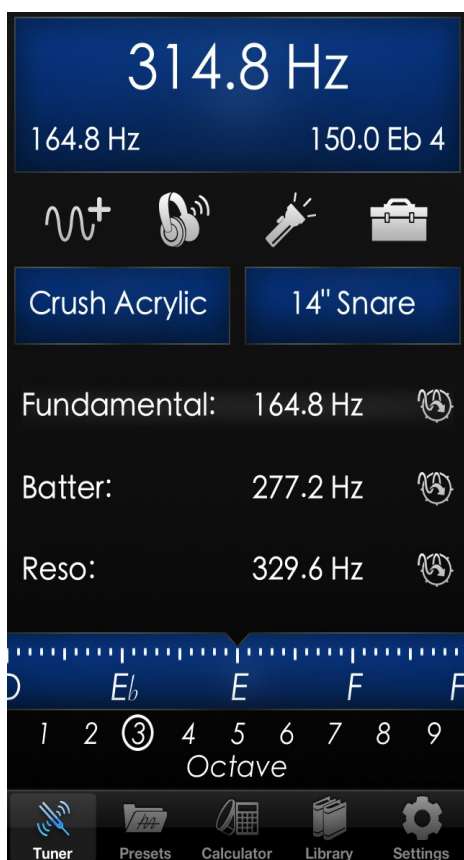 314.8 Hz
164.8 Hz 150.0 Eb 4
Crush Acrylic 14" Snare
Fundamental: 164.8 Hz
Batter: 277.2 Hz
Reso: 329.6 Hz
D Eb E F F
1 2 3 4 5 6 7 8 9
Octave
Tuner Presets Calculator Library Settings